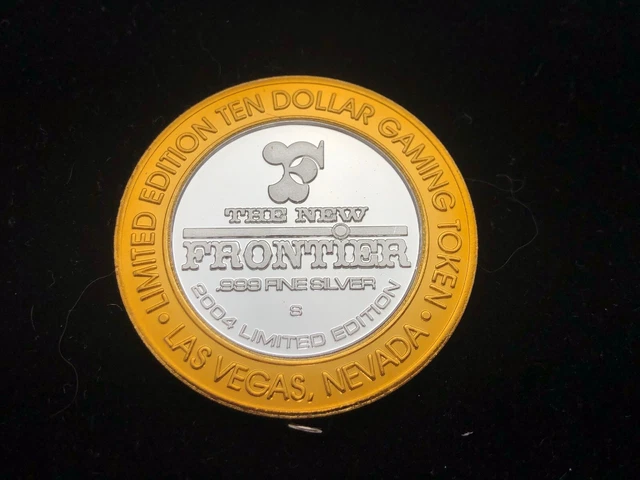 LIMITED EDITION TEN DOLLAR GAMING TOKEN
F
THE NEW
FRONTIER
.999 FINE SILVER
S
2004 LIMITED EDITION
• LAS VEGAS, NEVADA •